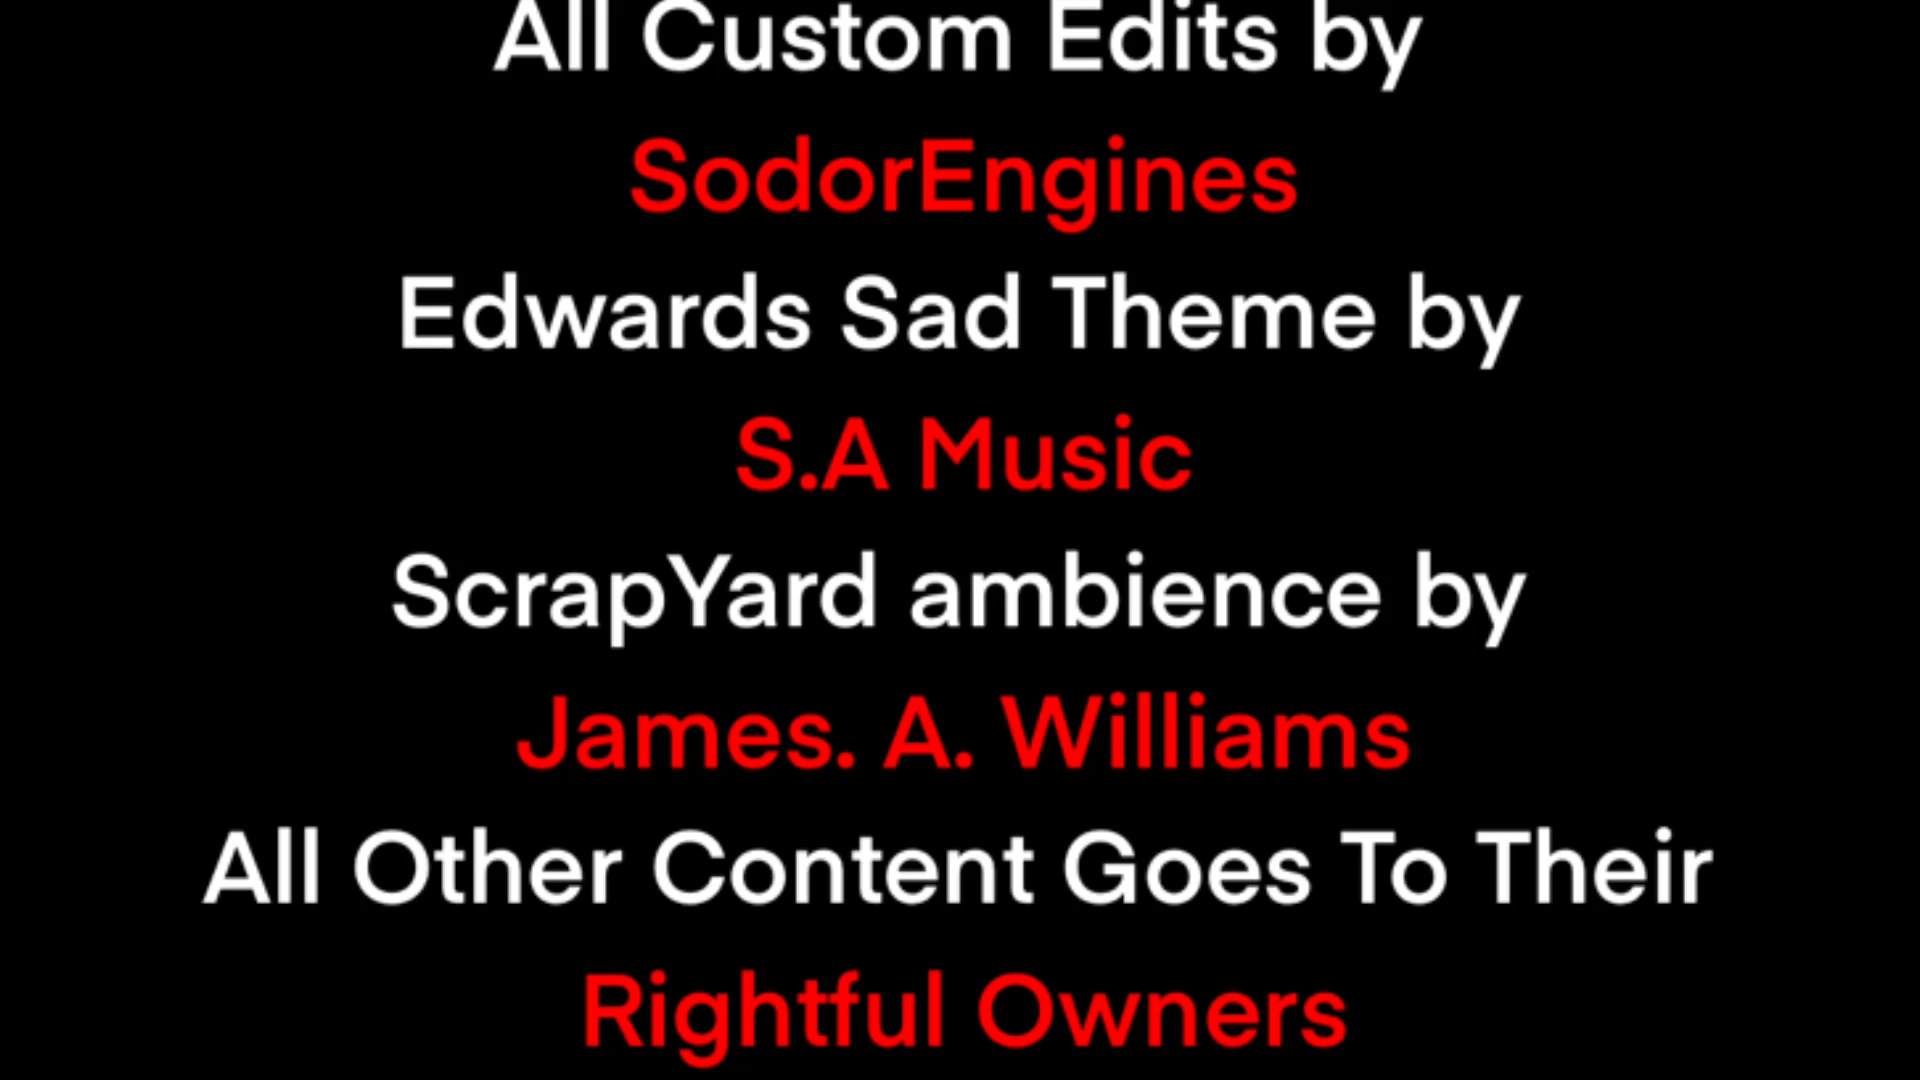 All Custom Edits by
SodorEngines
Edwards Sad Theme by
S.A Music
ScrapYard ambience by
James. A. Williams
All Other Content Goes To Their
Rightful Owners